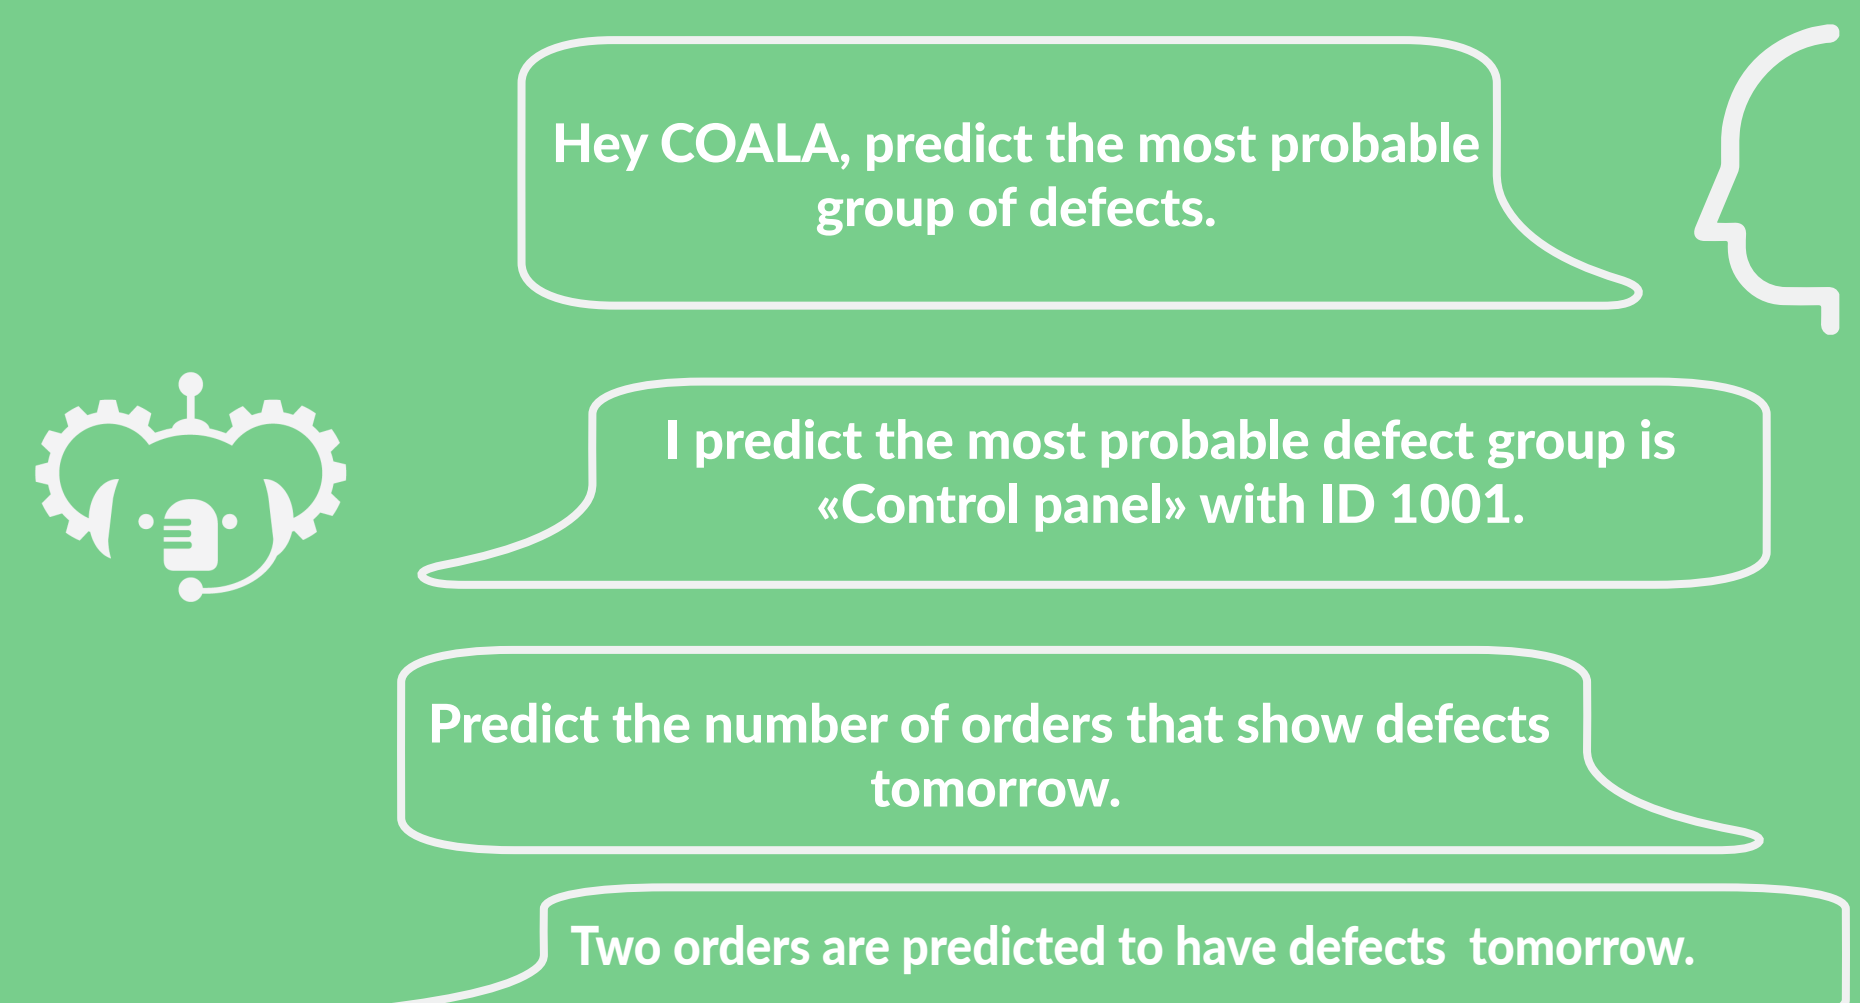 Hey COALA, predict the most probable
group of defects.
I predict the most probable defect group is
«Control panel» with ID 1001.
Predict the number of orders that show defects
tomorrow.
Two orders are predicted to have defects  tomorrow.